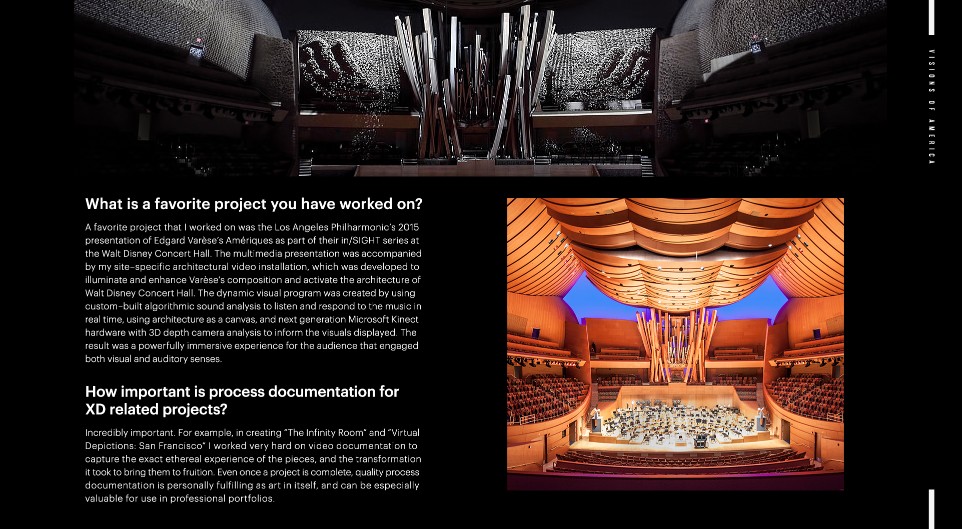 VISIONS OF AMERICA
What is a favorite project you have worked on?
A favorite project that I worked on was the Los Angeles Philharmonic's 2015
presentation of Edgard Varèse's Amériques as part of their in/SIGHT series at
the Walt Disney Concert Hall. The multimedia presentation was accompanied
by my site-specific architectural video installation, which was developed to
illuminate and enhance Varèse's composition and activate the architecture of
Walt Disney Concert Hall. The dynamic visual program was created by using
custom-built algorithmic sound analysis to listen and respond to the music in
real time, using architecture as a canvas, and next generation Microsoft Kinect
hardware with 3D depth camera analysis to inform the visuals displayed. The
result was a powerfully immersive experience for the audience that engaged
both visual and auditory senses.
How important is process documentation for
XD related projects?
Incredibly important. For example, in creating "The Infinity Room" and "Virtual
Depictions: San Francisco" I worked very hard on video documentation to
capture the exact ethereal experience of the pieces, and the transformation
it took to bring them to fruition. Even once a project is complete, quality process
documentation is personally fulfilling as art in itself, and can be especially
valuable for use in professional portfolios.